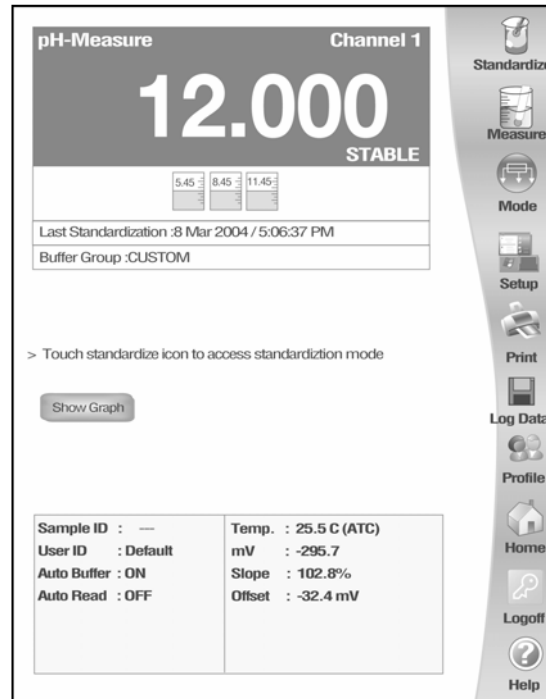 pH-Measure Channel 1
12.000
STABLE
5.45 8.45 11.45
Last Standardization :8 Mar 2004 / 5:06:37 PM
Buffer Group :CUSTOM
> Touch standardize icon to access standardiztion mode
Show Graph
Sample ID : ---
User ID : Default
Auto Buffer : ON
Auto Read : OFF
Temp. : 25.5 C (ATC)
mV : -295.7
Slope : 102.8%
Offset : -32.4 mV
Standardize
Measure
Mode
Setup
Print
Log Data
Profile
Home
Logoff
Help